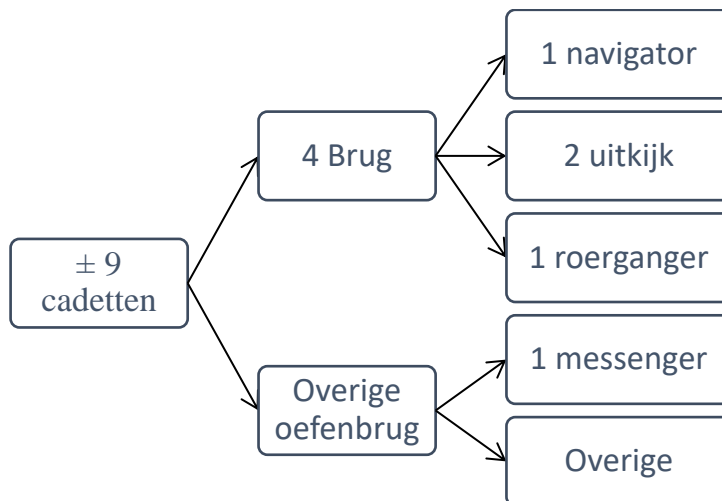 ± 9
cadetten
4 Brug
1 navigator
2 uitkijk
1 roerganger
Overige
oefenbrug
1 messenger
Overige